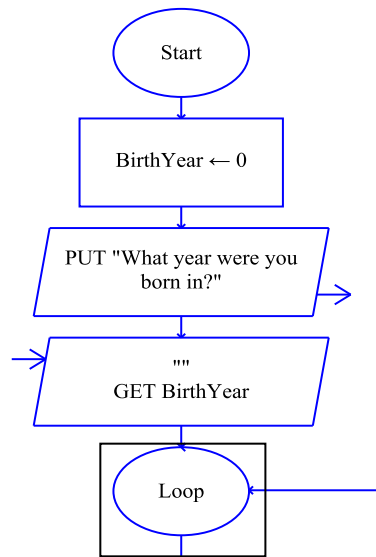 Start
BirthYear ← 0
PUT "What year were you
born in?"
""
GET BirthYear
Loop